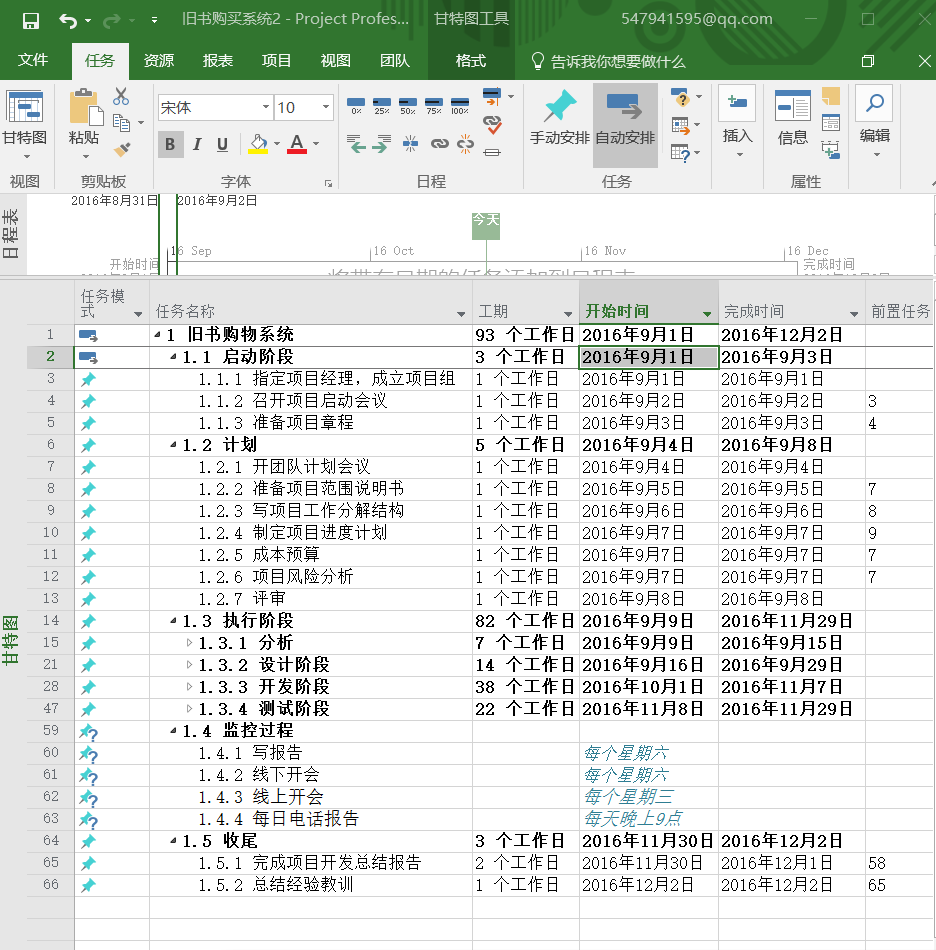 旧书购买系统2 - Project Profes... 甘特图工具 547941595@qq.com
文件 任务 资源 报表 项目 视图 团队 格式 告诉我你想要做什么
宋体 10 0% 25% 50% 75% 100%
甘特图 粘贴 B I U A 手动安排 自动安排 插入 信息 编辑
视图 剪贴板 字体 日程 任务 属性
日程表
2016年8月31日 2016年9月2日
今天
16 Sep 16 Oct 16 Nov 16 Dec
开始时间 将带有日期的任务添加到日程表 完成时间
甘特图
任务模式 任务名称 工期 开始时间 完成时间 前置任务
1 1 旧书购物系统 93 个工作日 2016年9月1日 2016年12月2日
2 1.1 启动阶段 3 个工作日 2016年9月1日 2016年9月3日
3 1.1.1 指定项目经理，成立项目组 1 个工作日 2016年9月1日 2016年9月1日
4 1.1.2 召开项目启动会议 1 个工作日 2016年9月2日 2016年9月2日 3
5 1.1.3 准备项目章程 1 个工作日 2016年9月3日 2016年9月3日 4
6 1.2 计划 5 个工作日 2016年9月4日 2016年9月8日
7 1.2.1 开团队计划会议 1 个工作日 2016年9月4日 2016年9月4日
8 1.2.2 准备项目范围说明书 1 个工作日 2016年9月5日 2016年9月5日 7
9 1.2.3 写项目工作分解结构 1 个工作日 2016年9月6日 2016年9月6日 8
10 1.2.4 制定项目进度计划 1 个工作日 2016年9月7日 2016年9月7日 9
11 1.2.5 成本预算 1 个工作日 2016年9月7日 2016年9月7日 7
12 1.2.6 项目风险分析 1 个工作日 2016年9月7日 2016年9月7日 7
13 1.2.7 评审 1 个工作日 2016年9月8日 2016年9月8日
14 1.3 执行阶段 82 个工作日 2016年9月9日 2016年11月29日
15 1.3.1 分析 7 个工作日 2016年9月9日 2016年9月15日
21 1.3.2 设计阶段 14 个工作日 2016年9月16日 2016年9月29日
28 1.3.3 开发阶段 38 个工作日 2016年10月1日 2016年11月7日
47 1.3.4 测试阶段 22 个工作日 2016年11月8日 2016年11月29日
59 1.4 监控过程
60 1.4.1 写报告 每个星期六
61 1.4.2 线下开会 每个星期六
62 1.4.3 线上开会 每个星期三
63 1.4.4 每日电话报告 每天晚上9点
64 1.5 收尾 3 个工作日 2016年11月30日 2016年12月2日
65 1.5.1 完成项目开发总结报告 2 个工作日 2016年11月30日 2016年12月1日 58
66 1.5.2 总结经验教训 1 个工作日 2016年12月2日 2016年12月2日 65